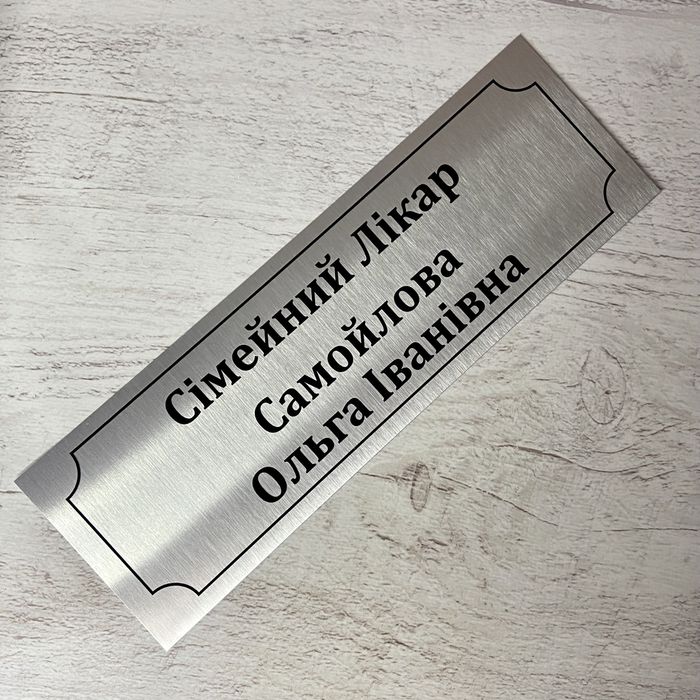 Сімейний Лікар
Самойлова
Ольга Іванівна